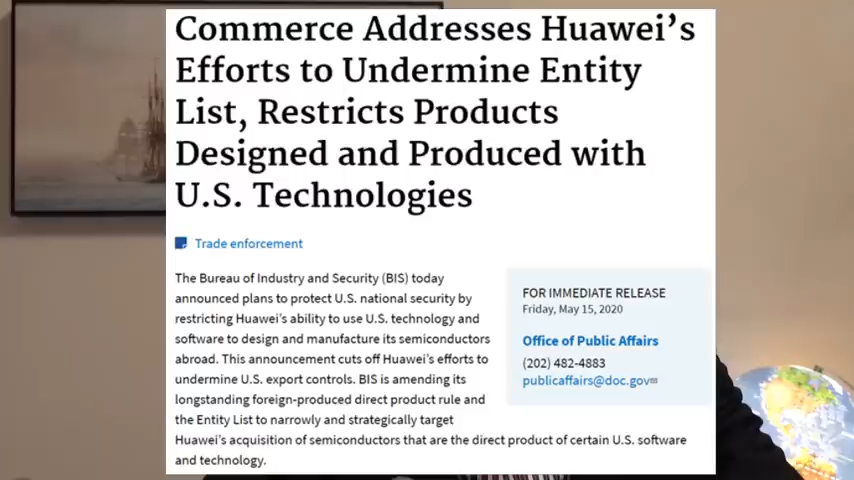 Commerce Addresses Huawei’s
Efforts to Undermine Entity
List, Restricts Products
Designed and Produced with
U.S. Technologies
Trade enforcement
The Bureau of Industry and Security (BIS) today
announced plans to protect U.S. national security by
restricting Huawei’s ability to use U.S. technology and
software to design and manufacture its semiconductors
abroad. This announcement cuts off Huawei’s efforts to
undermine U.S. export controls. BIS is amending its
longstanding foreign-produced direct product rule and
the Entity List to narrowly and strategically target
Huawei’s acquisition of semiconductors that are the direct product of certain U.S. software
and technology.
FOR IMMEDIATE RELEASE
Friday, May 15, 2020
Office of Public Affairs
(202) 482-4883
publicaffairs@doc.gov